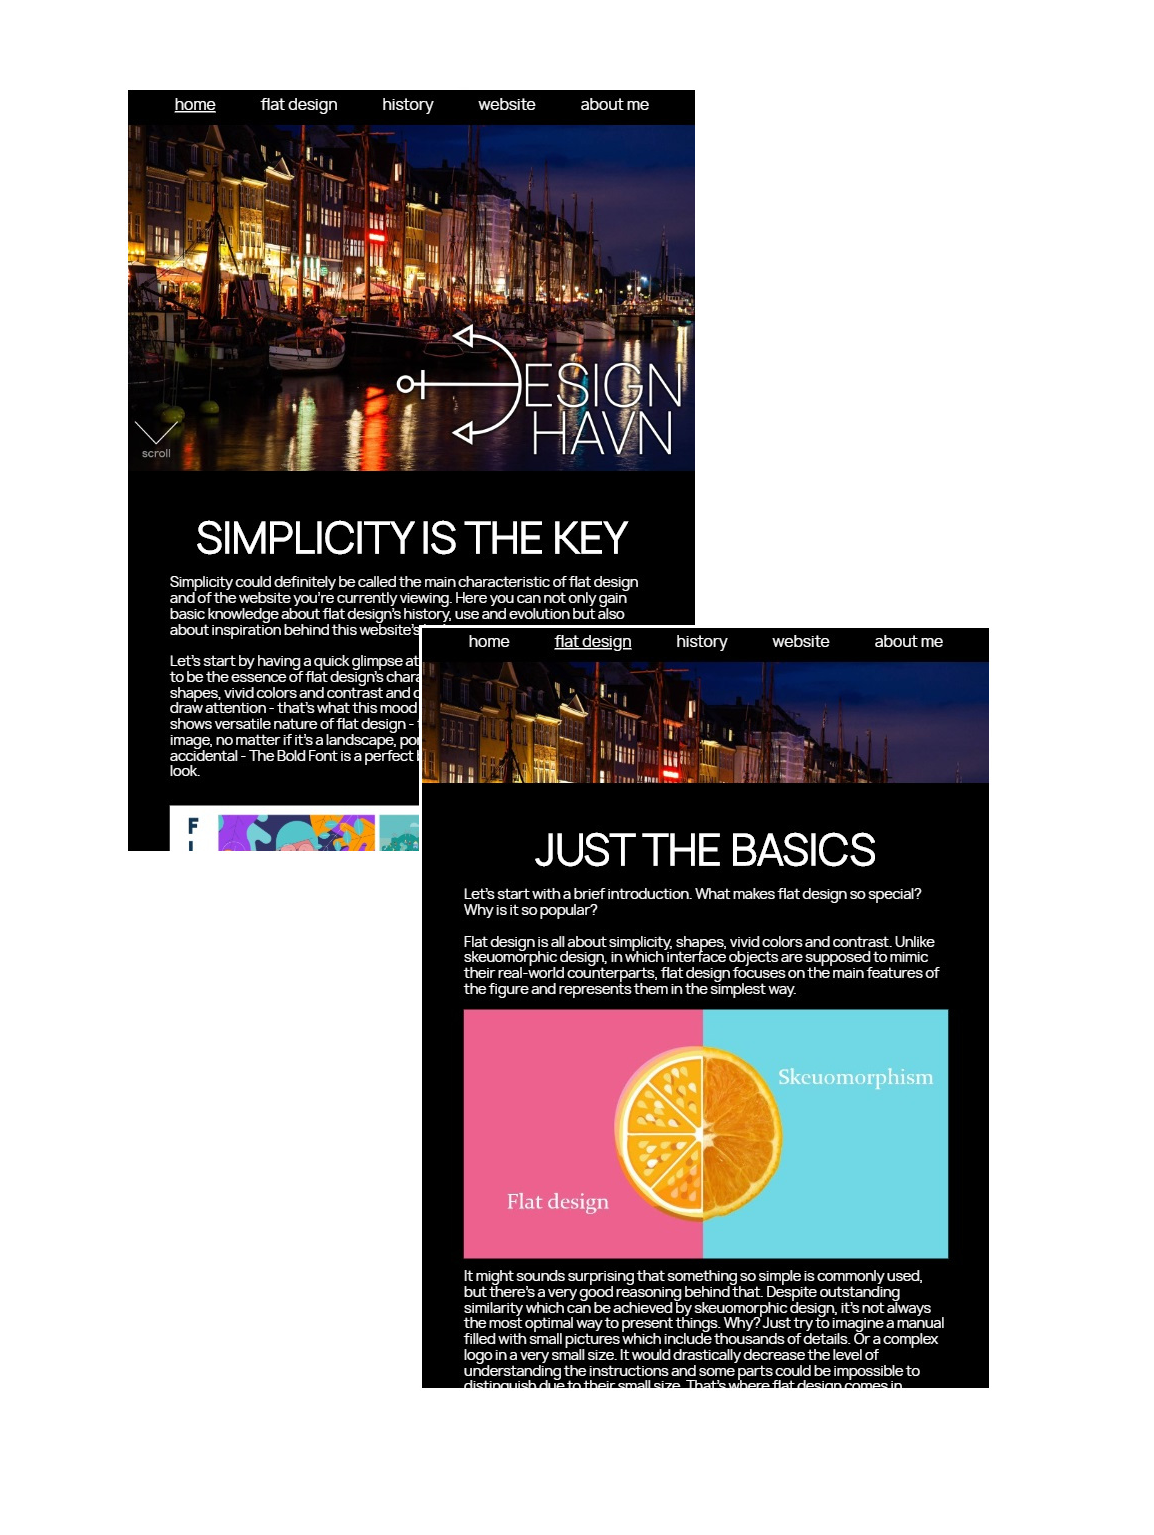 home flat design history website about me
ESIGN
HAVN
scroll
SIMPLICITY IS THE KEY
Simplicity could definitely be called the main characteristic of flat design
and of the website you're currently viewing. Here you can not only gain
basic knowledge about flat design's history, use and evolution but also
about inspiration behind this website's
Let's start by having a quick glimpse at
to be the essence of flat design's
shapes, vivid colors and contrast and
draw attention - that's what this mood
shows versatile nature of flat design -
image, no matter if it's a landscape,
accidental - The Bold Font is a perfect
look.
F
home flat design history website about me
JUST THE BASICS
Let's start with a brief introduction. What makes flat design so special?
Why is it so popular?
Flat design is all about simplicity, shapes, vivid colors and contrast. Unlike
skeuomorphic design, in which interface objects are supposed to mimic
their real-world counterparts, flat design focuses on the main features of
the figure and represents them in the simplest way.
Skeuomorphism
Flat design
It might sounds surprising that something so simple is commonly used,
but there's a very good reasoning behind that. Despite outstanding
similarity which can be achieved by skeuomorphic design, it's not always
the most optimal way to present things. Why? Just try to imagine a manual
filled with small pictures which include thousands of details. Or a complex
logo in a very small size. It would drastically decrease the level of
understanding the instructions and some parts could be impossible to
distinguish due to their small size. That's where flat design comes in